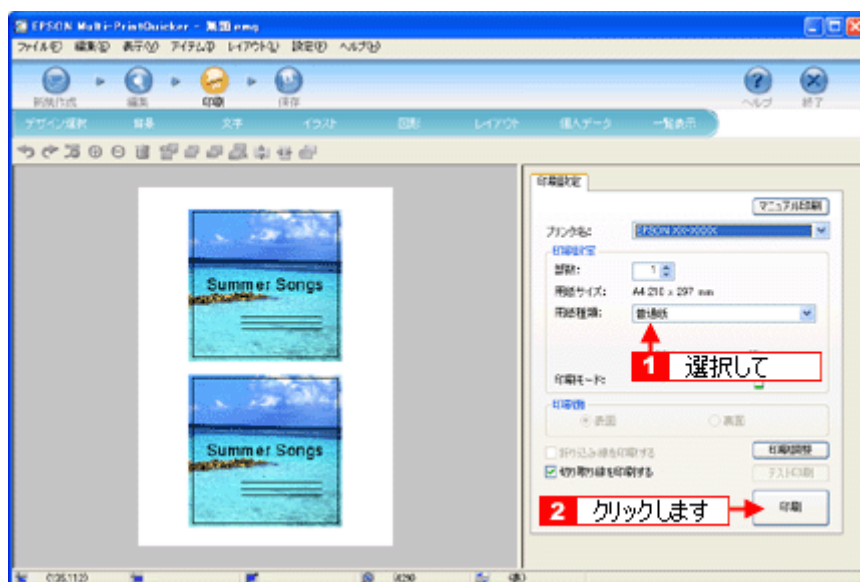 EPSON Multi-PrintQuicker - 無題.emq
ファイル(F) 編集(E) 表示(V) アイテム(I) レイアウト(L) 設定(P) ヘルプ(H)
新規作成 編集 印刷 保存 ヘルプ 終了
デザイン選択 背景 文字 イラスト 図形 レイアウト 個人データ 一覧表示
印刷設定
マニュアル印刷
プリンタ名: EPSON XX-XXXX
印刷設定
部数: 1
用紙サイズ: A4 210 x 297 mm
用紙種類: 普通紙
1 選択して
印刷モード:
印刷面
表面 裏面
折り込み線を印刷する
印刷調整
切り取り線を印刷する
テスト印刷
2 クリックします
印刷
Summer Songs
Summer Songs